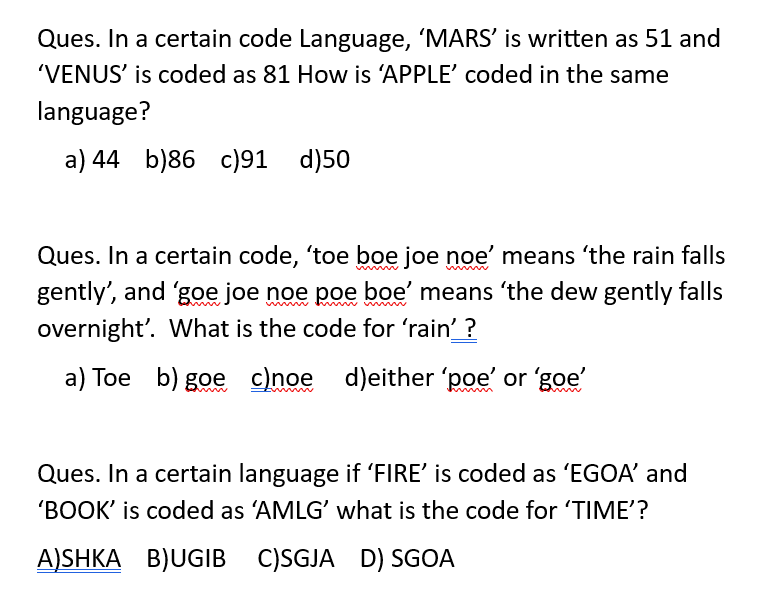 Ques. In a certain code Language, ‘MARS’ is written as 51 and
‘VENUS’ is coded as 81 How is ‘APPLE’ coded in the same
language?
a) 44 b)86 c)91 d)50
Ques. In a certain code, ‘toe boe joe noe’ means ‘the rain falls
gently’, and ‘goe joe noe poe boe’ means ‘the dew gently falls
overnight’. What is the code for ‘rain’ ?
a) Toe b) goe c)noe d)either ‘poe’ or ‘goe’
Ques. In a certain language if ‘FIRE’ is coded as ‘EGOA’ and
‘BOOK’ is coded as ‘AMLG’ what is the code for ‘TIME’?
A)SHKA B)UGIB C)SGJA D) SGOA